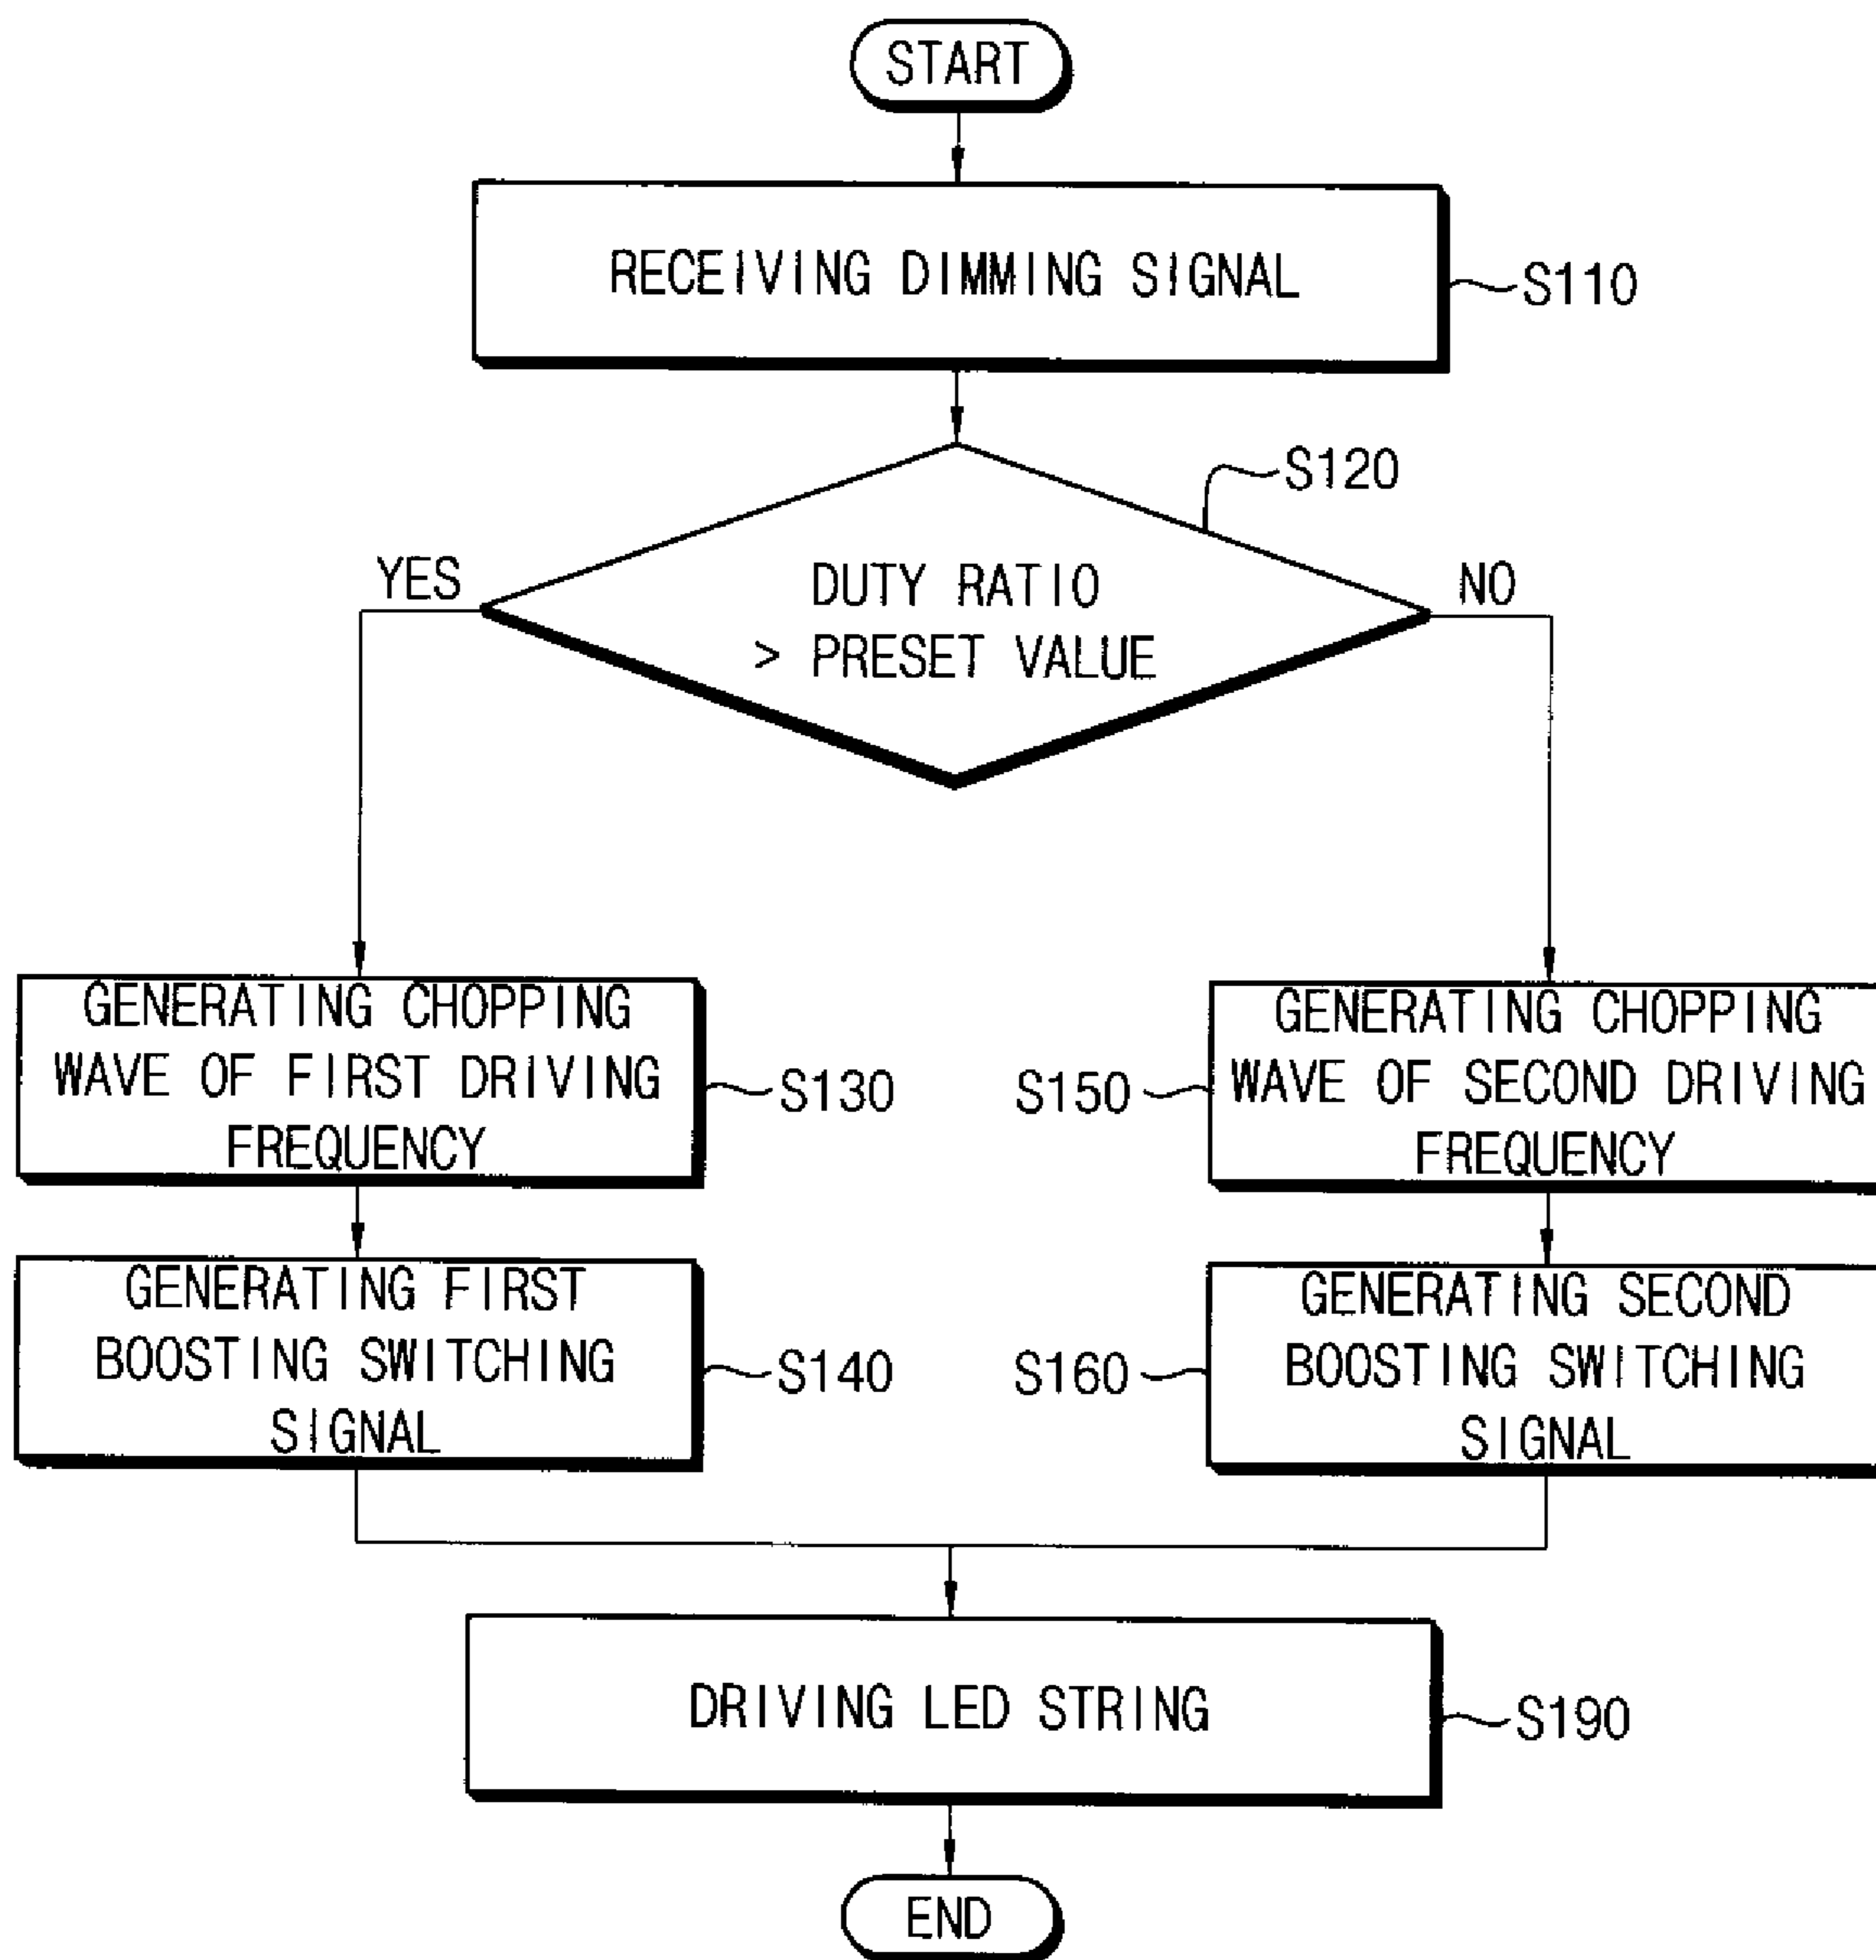 START
RECEIVING DIMMING SIGNAL
S110
S120
YES
DUTY RATIO
> PRESET VALUE
NO
GENERATING CHOPPING
WAVE OF FIRST DRIVING
FREQUENCY
S130
S150
GENERATING CHOPPING
WAVE OF SECOND DRIVING
FREQUENCY
GENERATING FIRST
BOOSTING SWITCHING
SIGNAL
S140
S160
GENERATING SECOND
BOOSTING SWITCHING
SIGNAL
DRIVING LED STRING
S190
END